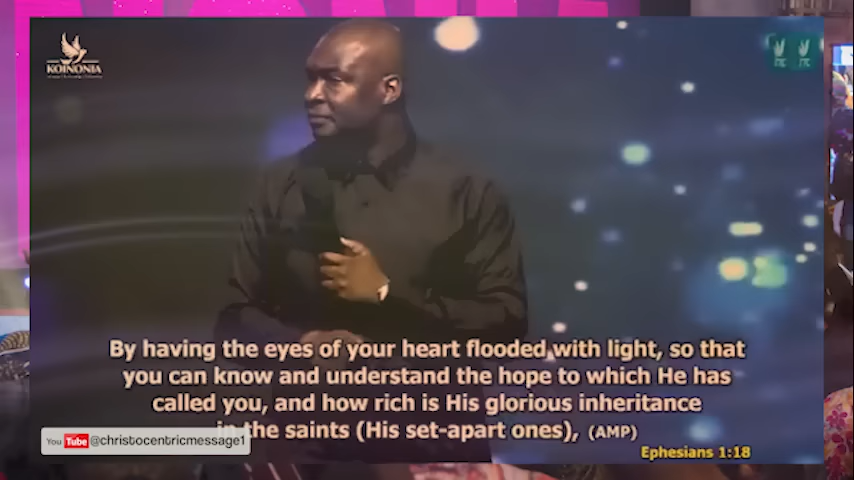 KOINONIA
By having the eyes of your heart flooded with light, so that
you can know and understand the hope to which He has
called you, and how rich is His glorious inheritance
in the saints (His set-apart ones), (AMP)
You Tube @christocentricmessage1
Ephesians 1:18